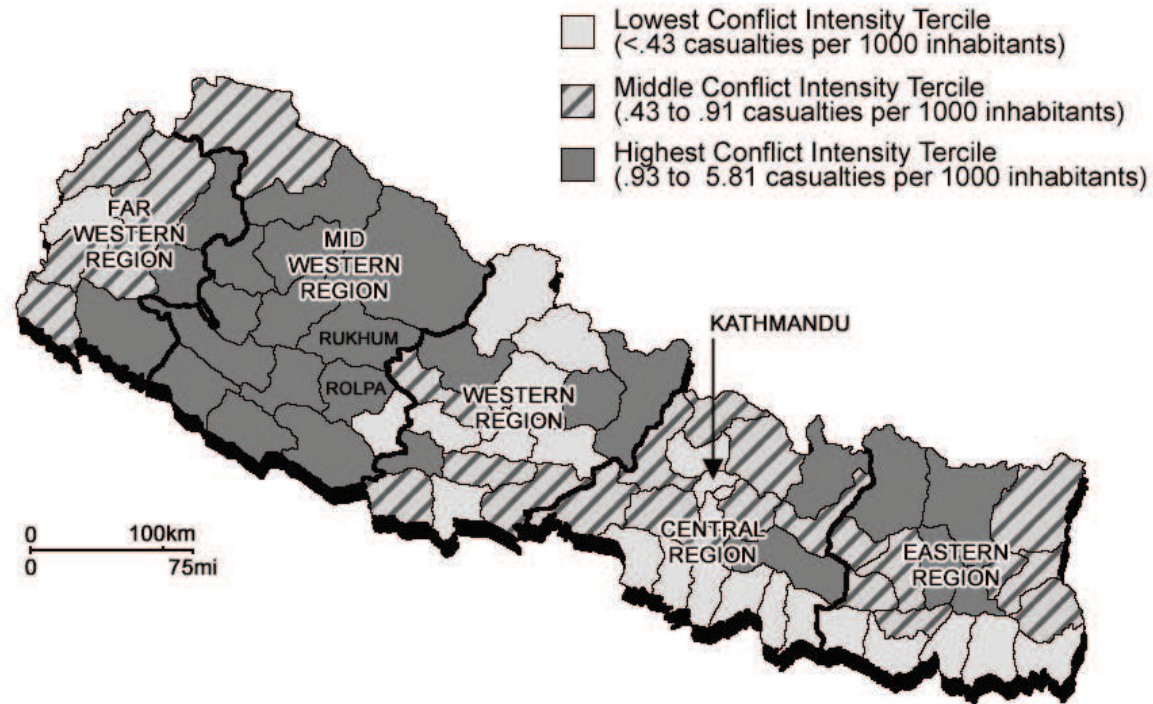 Lowest Conflict Intensity Tercile
(<.43 casualties per 1000 inhabitants)
Middle Conflict Intensity Tercile
(.43 to .91 casualties per 1000 inhabitants)
Highest Conflict Intensity Tercile
(.93 to 5.81 casualties per 1000 inhabitants)
FAR
WESTERN
REGION
MID
WESTERN
REGION
RUKHUM
ROLPA
WESTERN
REGION
KATHMANDU
CENTRAL
REGION
EASTERN
REGION
0 100km
0 75mi